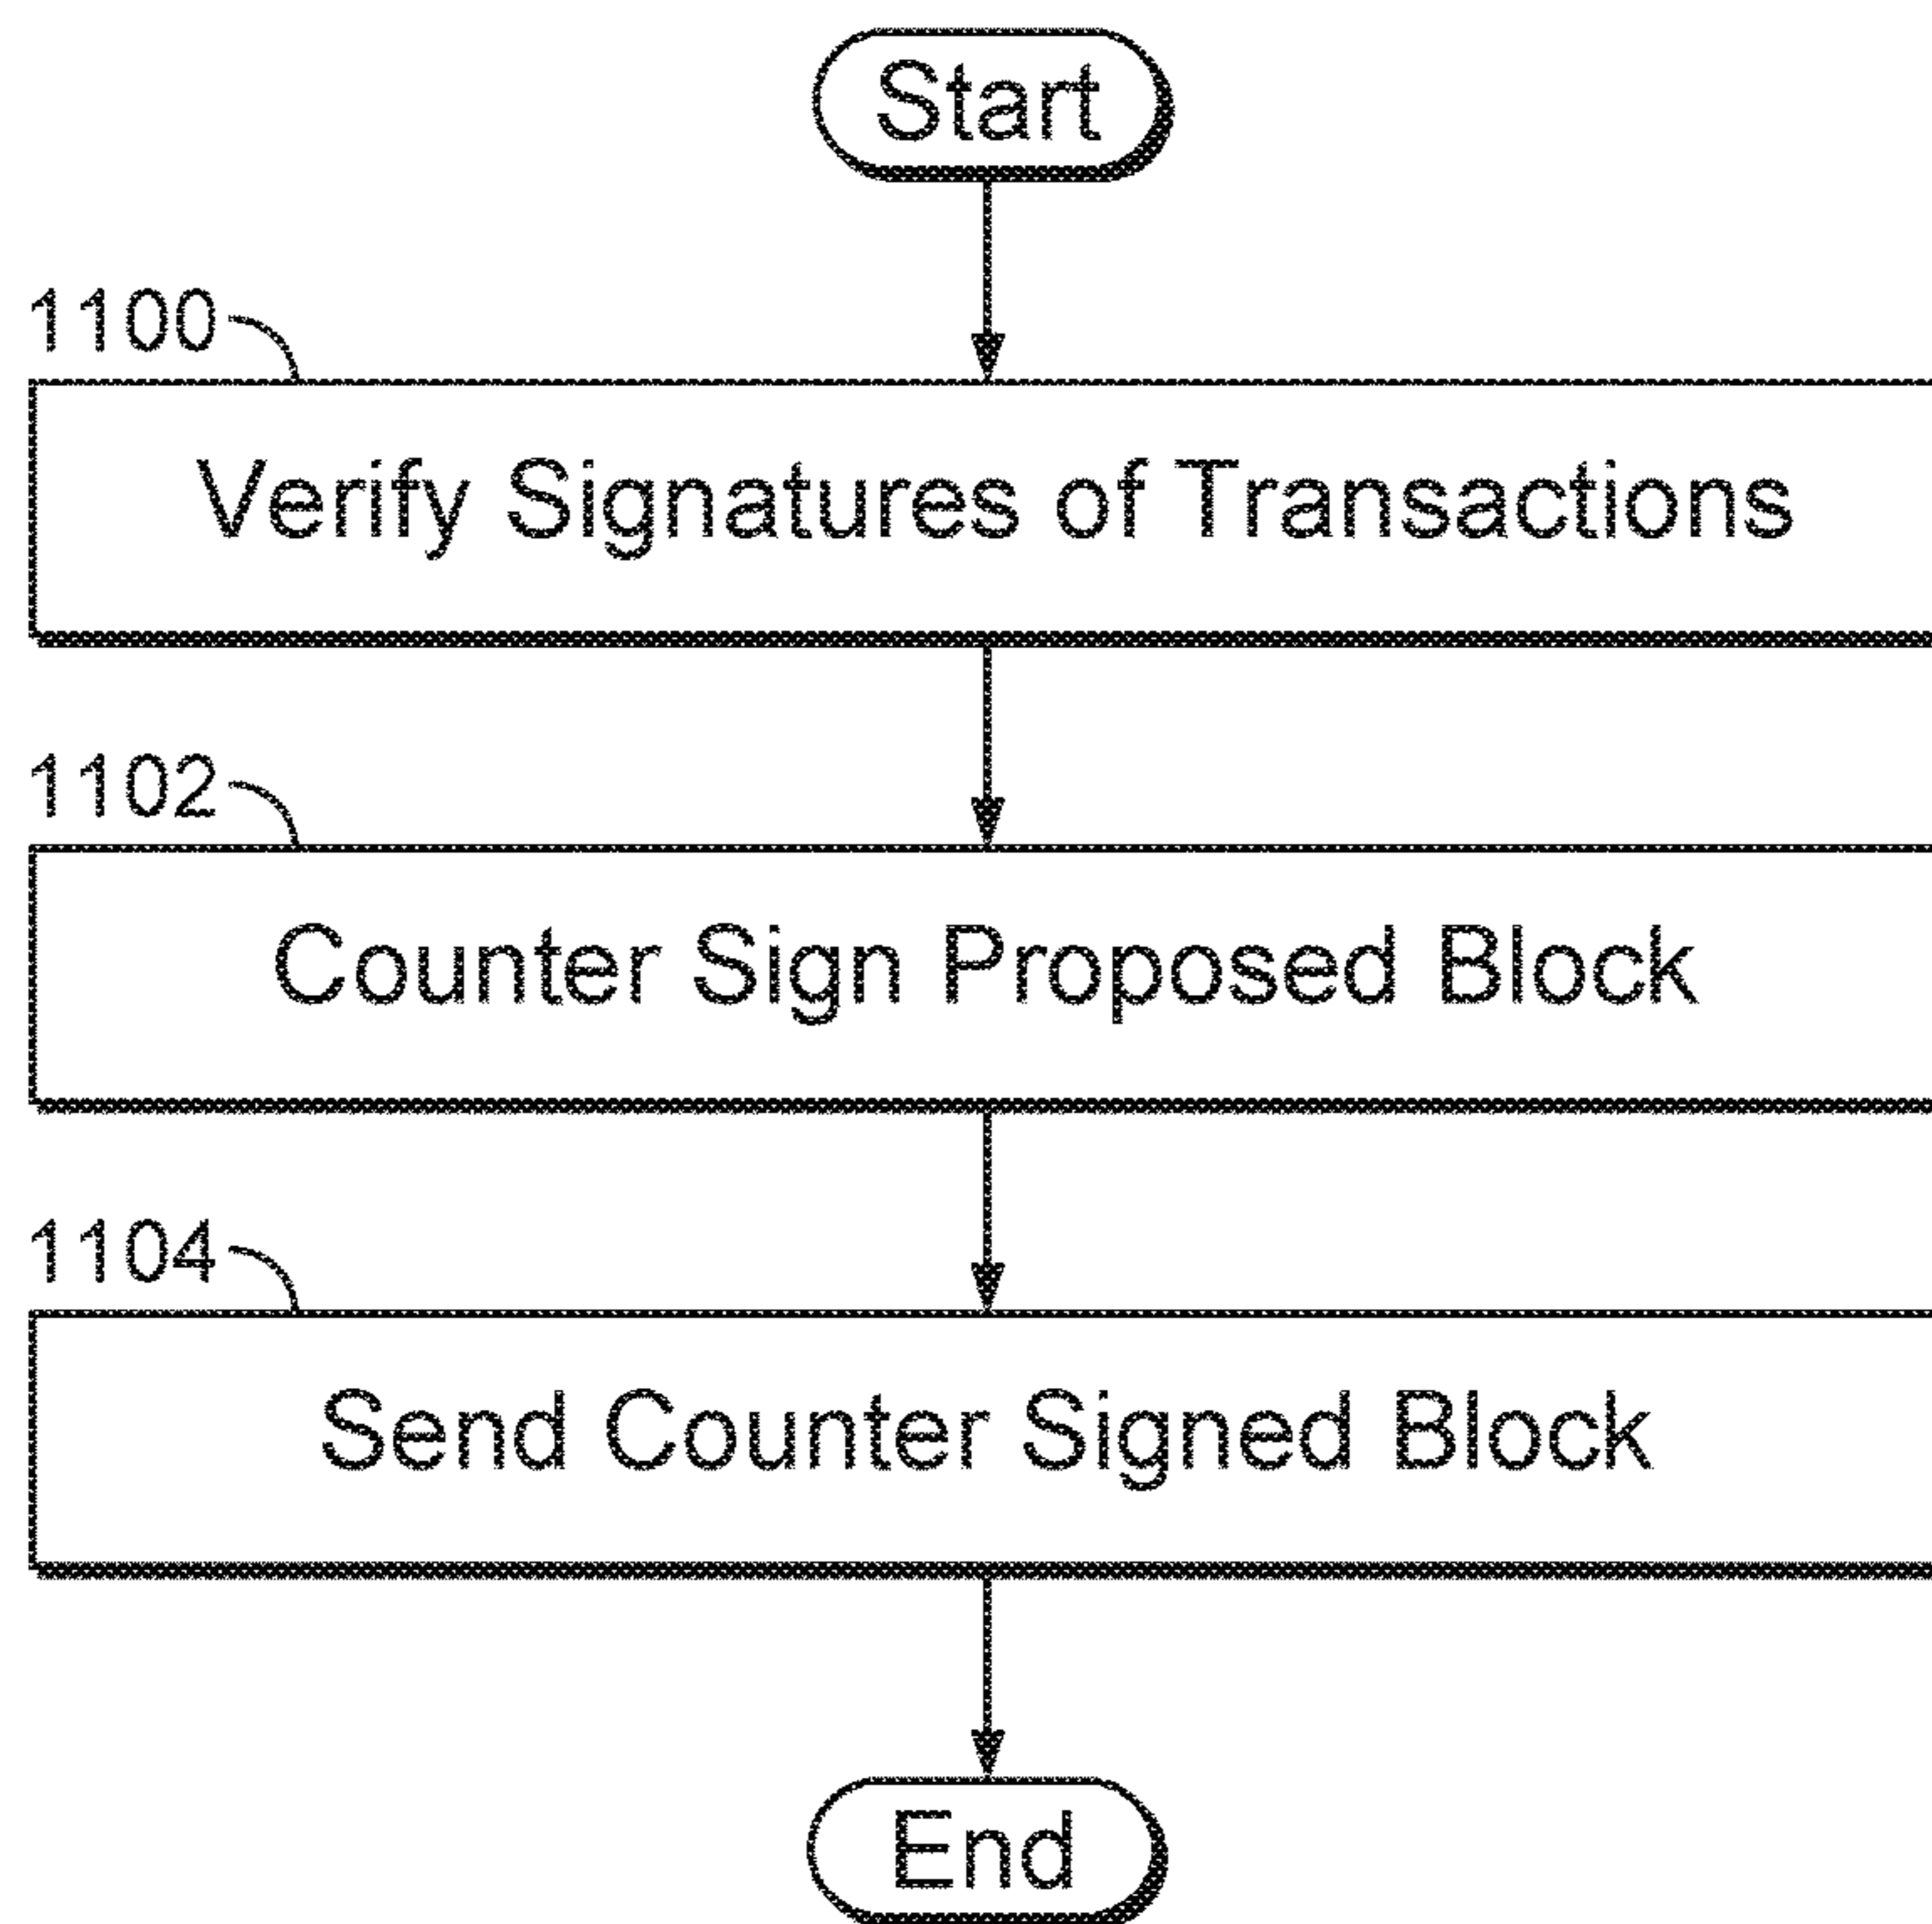 Start
1100
Verify Signatures of Transactions
1102
Counter Sign Proposed Block
1104
Send Counter Signed Block
End